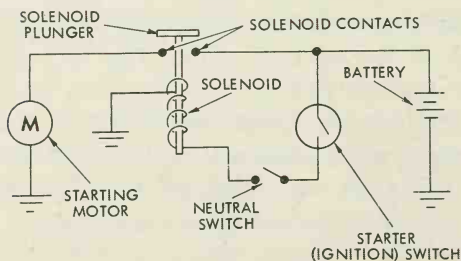 SOLENOID
PLUNGER
SOLENOID CONTACTS
SOLENOID
BATTERY
M
STARTING
MOTOR
NEUTRAL
SWITCH
STARTER
(IGNITION) SWITCH